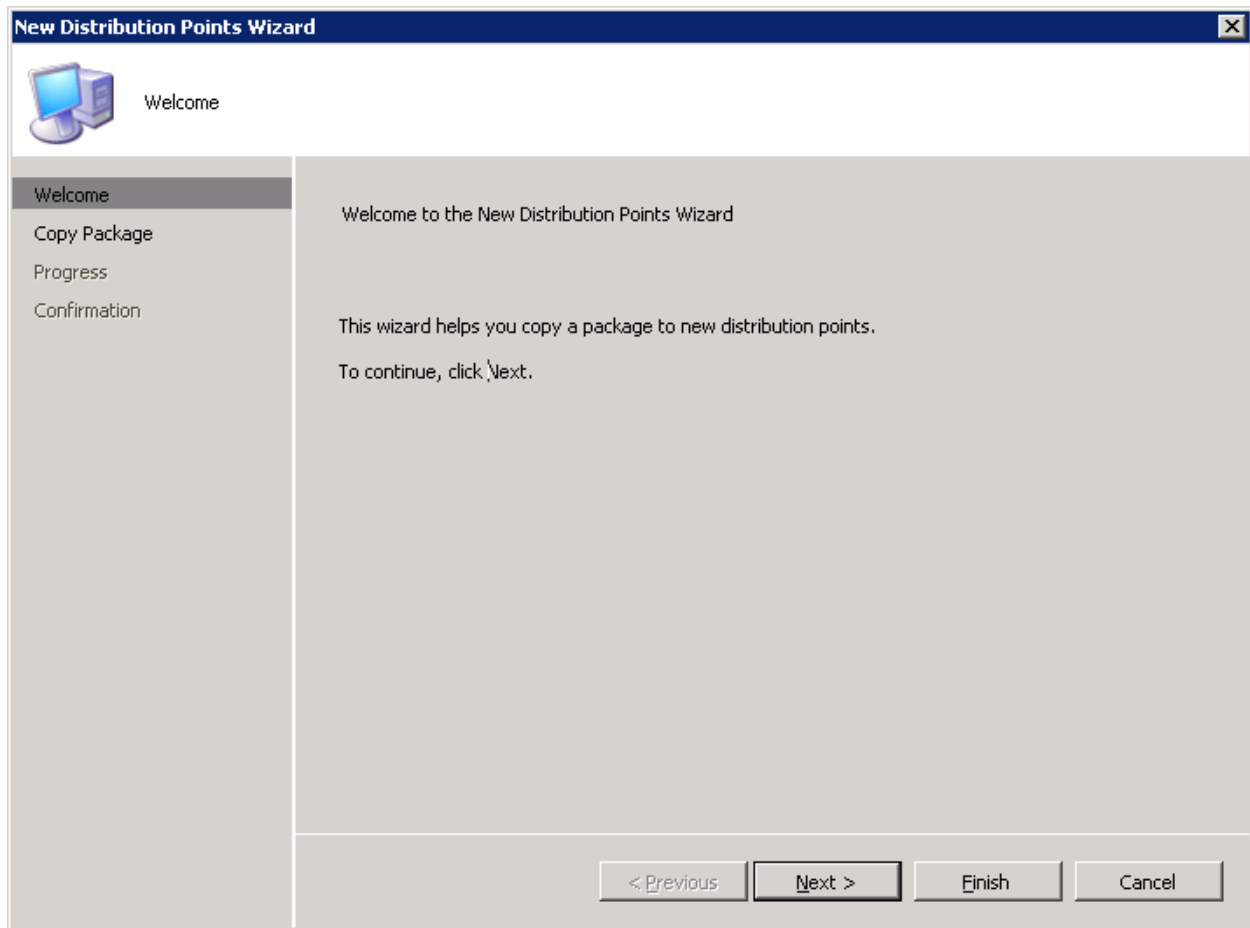 New Distribution Points Wizard
Welcome
Welcome
Copy Package
Progress
Confirmation
Welcome to the New Distribution Points Wizard
This wizard helps you copy a package to new distribution points.
To continue, click Next.
< Previous
Next >
Finish
Cancel